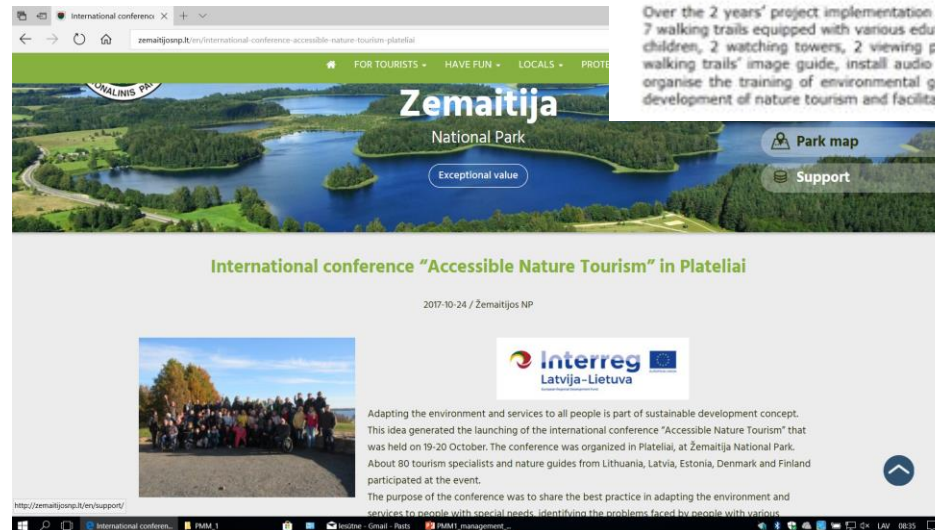 International conferenc
zemaitijosnp.lt/en/international-conference-accessible-nature-tourism-plateliai
Over the 2 years' project implementation
7 walking trails equipped with various edu
children, 2 watching towers, 2 viewing p
walking trails' image guide, install audio
organise the training of environmental g
development of nature tourism and facilita
FOR TOURISTS HAVE FUN LOCALS PROTE
NALINIS PA
Zemaitija
National Park
Exceptional value
Park map
Support
International conference "Accessible Nature Tourism" in Plateliai
2017-10-24 / Žemaitijos NP
Interreg
Latvija-Lietuva
Adapting the environment and services to all people is part of sustainable development concept.
This idea generated the launching of the international conference "Accessible Nature Tourism" that
was held on 19-20 October. The conference was organized in Plateliai, at Žemaitija National Park.
About 80 tourism specialists and nature guides from Lithuania, Latvia, Estonia, Denmark and Finland
participated at the event.
The purpose of the conference was to share the best practice in adapting the environment and
services to people with special needs, identifying the problems faced by people with various
http://zemaitijosnp.lt/en/support/
International conferen... PMM_1 Iesūtne - Gmail - Pasts PMM1_management_... LAV 08:35